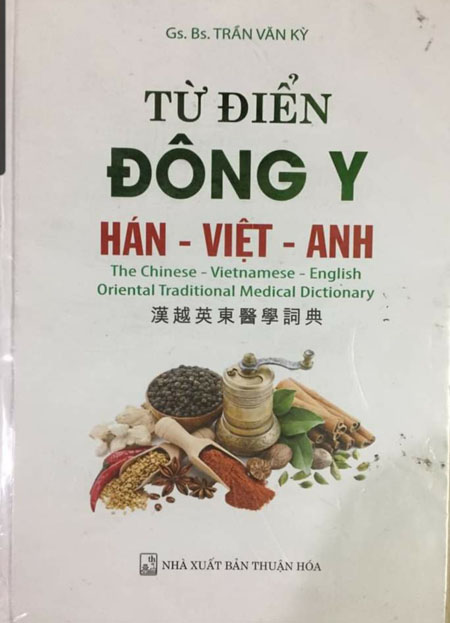 Gs. Bs. TRẦN VĂN KỲ
TỪ ĐIỂN
ĐÔNG Y
HÁN - VIỆT - ANH
The Chinese - Vietnamese - English
Oriental Traditional Medical Dictionary
漢越英東醫學詞典
NHÀ XUẤT BẢN THUẬN HÓA